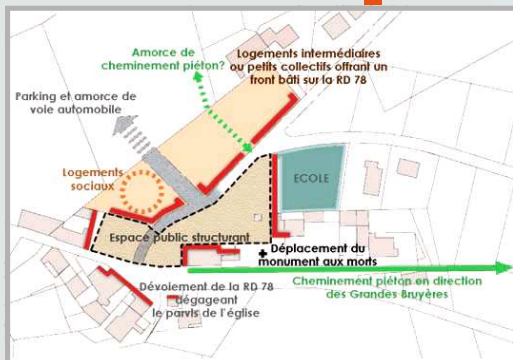 Amorce de
cheminement piéton?
Logements intermédiaires
ou petits collectifs offrant un
front bâti sur la RD 78
Parking et amorce de
voie automobile
Logements
sociaux
ECOLE
Espace public structurant
+ Déplacement du
monument aux morts
Cheminement piéton en direction
des Grandes Bruyères
Dévoiement de la RD 78
dégageant
le parvis de l'église